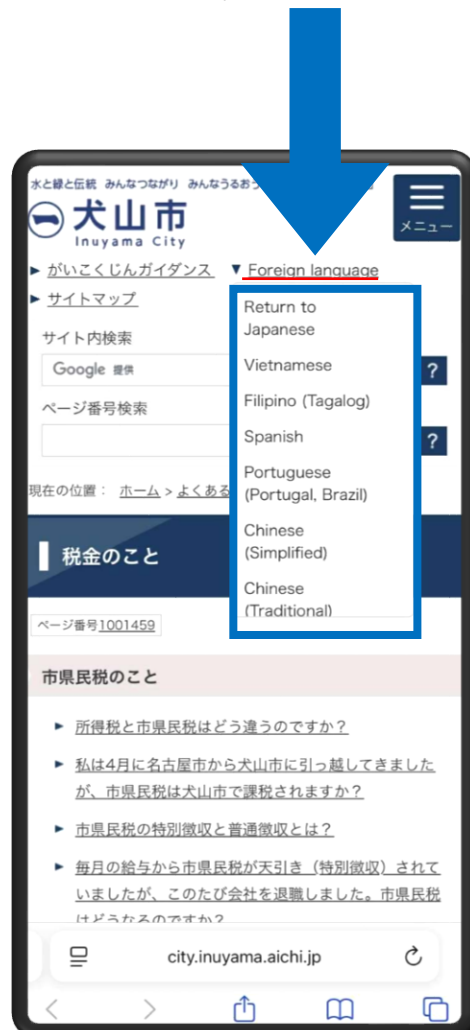 水と緑と伝統 みんなつながり みんなうるおう
犬山市
Inuyama City
メニュー
がいこくじんガイダンス
Foreign language
サイトマップ
Return to
Japanese
Vietnamese
Filipino (Tagalog)
Spanish
Portuguese
(Portugal, Brazil)
Chinese
(Simplified)
Chinese
(Traditional)
サイト内検索
Google 提供
?
ページ番号検索
?
現在の位置： ホーム > よくある
税金のこと
ページ番号1001459
市県民税のこと
所得税と市県民税はどう違うのですか？
私は4月に名古屋市から犬山市に引っ越してきました
が、市県民税は犬山市で課税されますか？
市県民税の特別徴収と普通徴収とは？
毎月の給与から市県民税が天引き（特別徴収）されて
いましたが、このたび会社を退職しました。市県民税
はどうなるのですか？
city.inuyama.aichi.jp